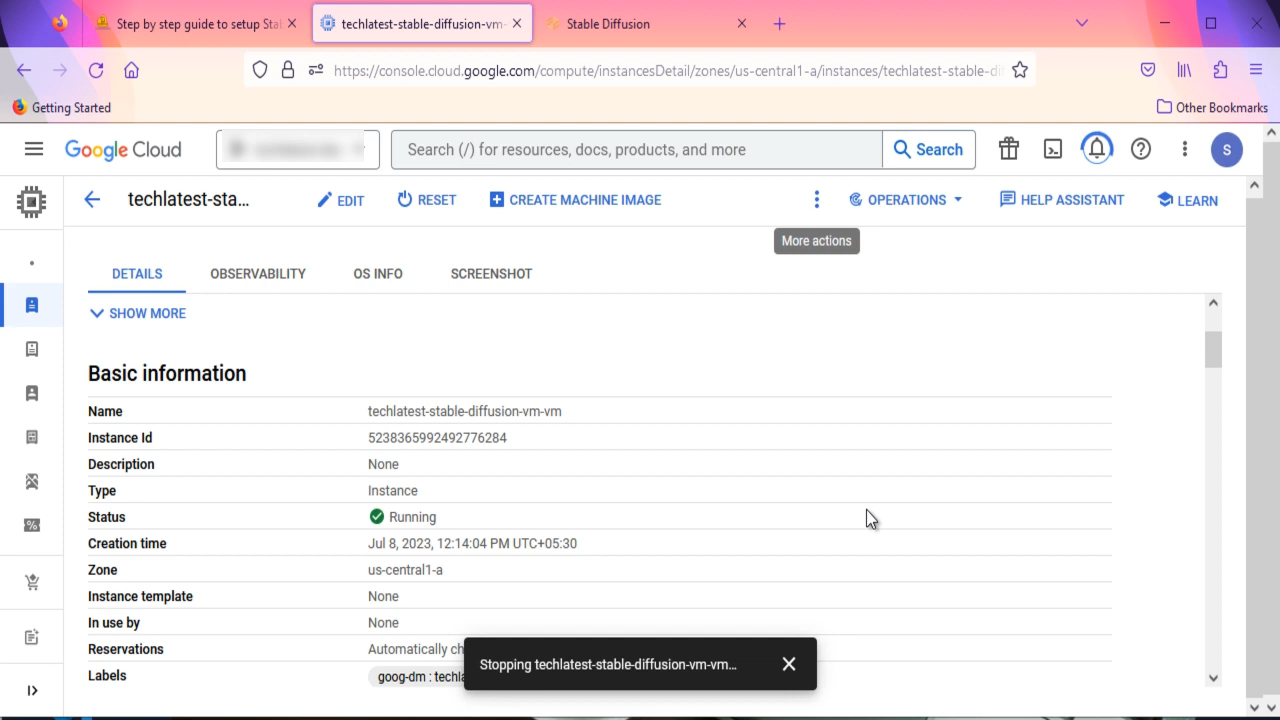 Step by step guide to setup Sta
techlatest-stable-diffusion-vm-
Stable Diffusion
https://console.cloud.google.com/compute/instancesDetail/zones/us-central1-a/instances/techlatest-stable-di
Getting Started
Other Bookmarks
Google Cloud
Search (/) for resources, docs, products, and more
Search
S
techlatest-sta...
EDIT
RESET
CREATE MACHINE IMAGE
OPERATIONS
HELP ASSISTANT
LEARN
More actions
DETAILS
OBSERVABILITY
OS INFO
SCREENSHOT
SHOW MORE
Basic information
Name techlatest-stable-diffusion-vm-vm
Instance Id 5238365992492776284
Description None
Type Instance
Status Running
Creation time Jul 8, 2023, 12:14:04 PM UTC+05:30
Zone us-central1-a
Instance template None
In use by None
Reservations Automatically ch
Labels goog-dm : techla
Stopping techlatest-stable-diffusion-vm-vm...